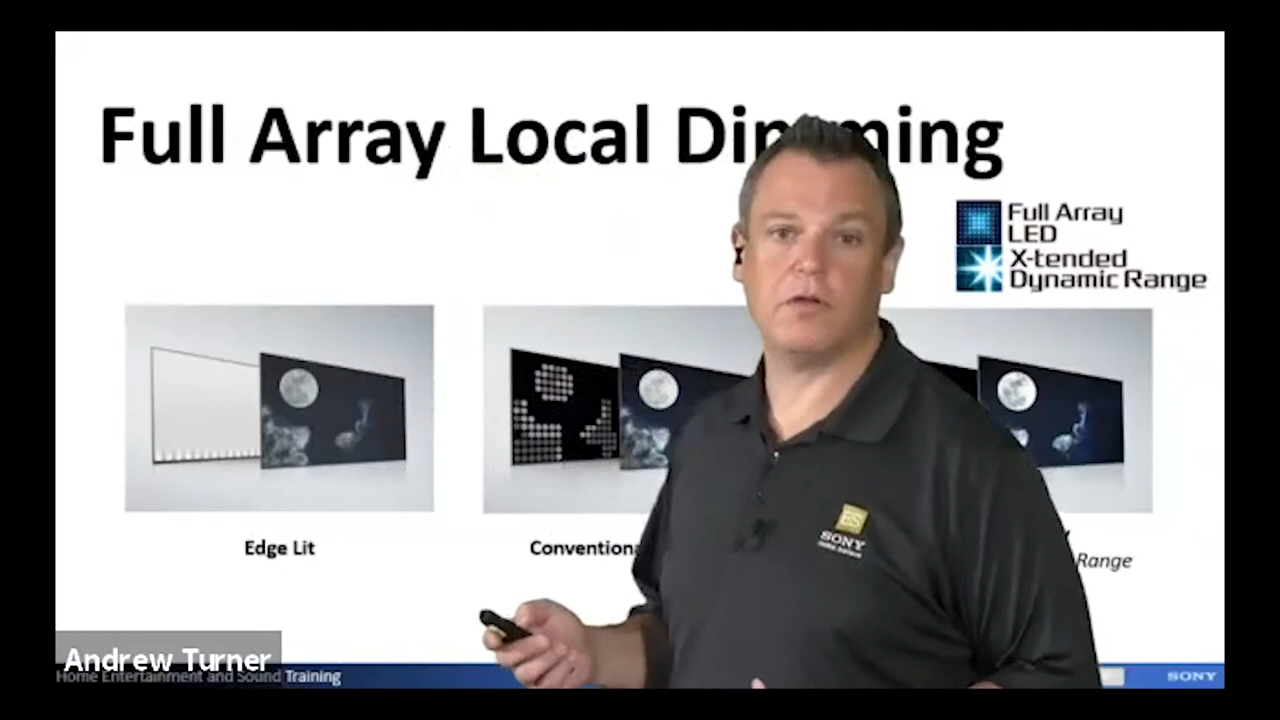 Full Array Local Dimming
Full Array
LED
X-tended
Dynamic Range
Edge Lit
Range
ES
SONY
Andrew Turner
Home Entertainment and Sound Training
SONY